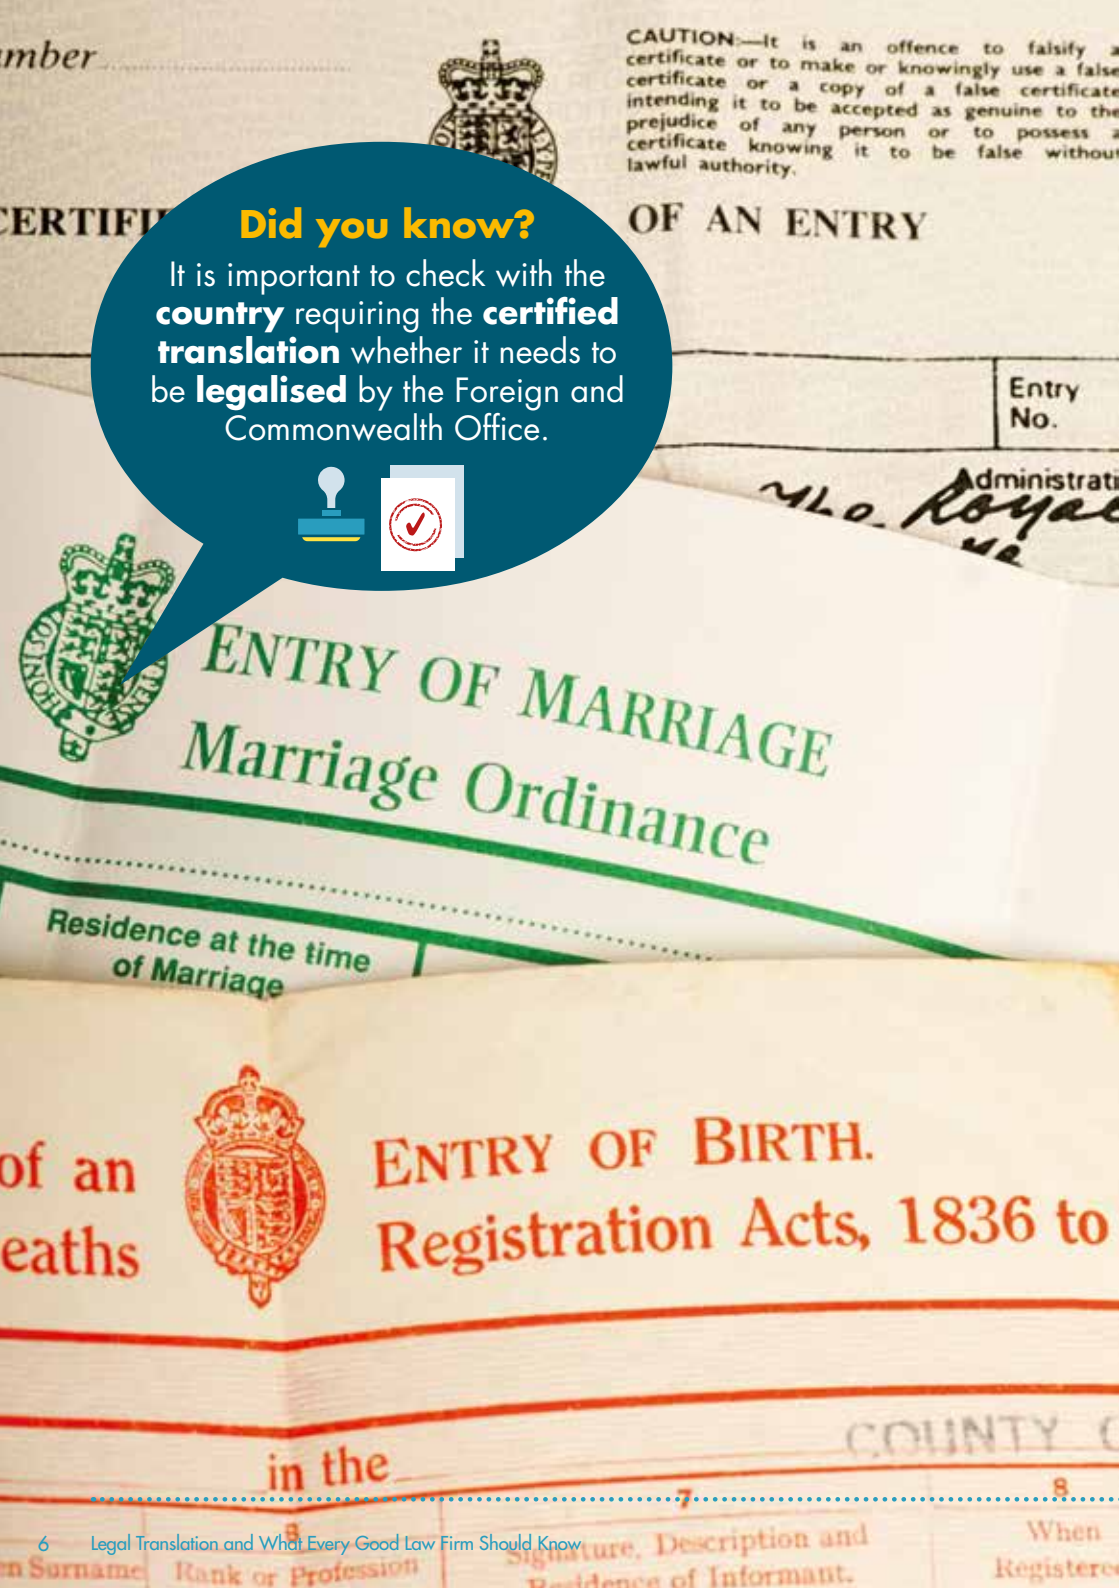 mber
CAUTION:—It is an offence to falsify a
certificate or to make or knowingly use a false
certificate or a copy of a false certificate
intending it to be accepted as genuine to the
prejudice of any person or to possess a
certificate knowing it to be false without
lawful authority.
CERTIFI OF AN ENTRY
Did you know?
It is important to check with the
country requiring the certified
translation whether it needs to
be legalised by the Foreign and
Commonwealth Office.
Entry
No.
Administrati
The Royal
ENTRY OF MARRIAGE
Marriage Ordinance
Residence at the time
of Marriage
of an
eaths
ENTRY OF BIRTH.
Registration Acts, 1836 to
COUNTY
in the
7
8
6 Legal Translation and What Every Good Law Firm Should Know
Signature, Description and
Residence of Informant.
When
Registere
en Surname
Rank or Profession